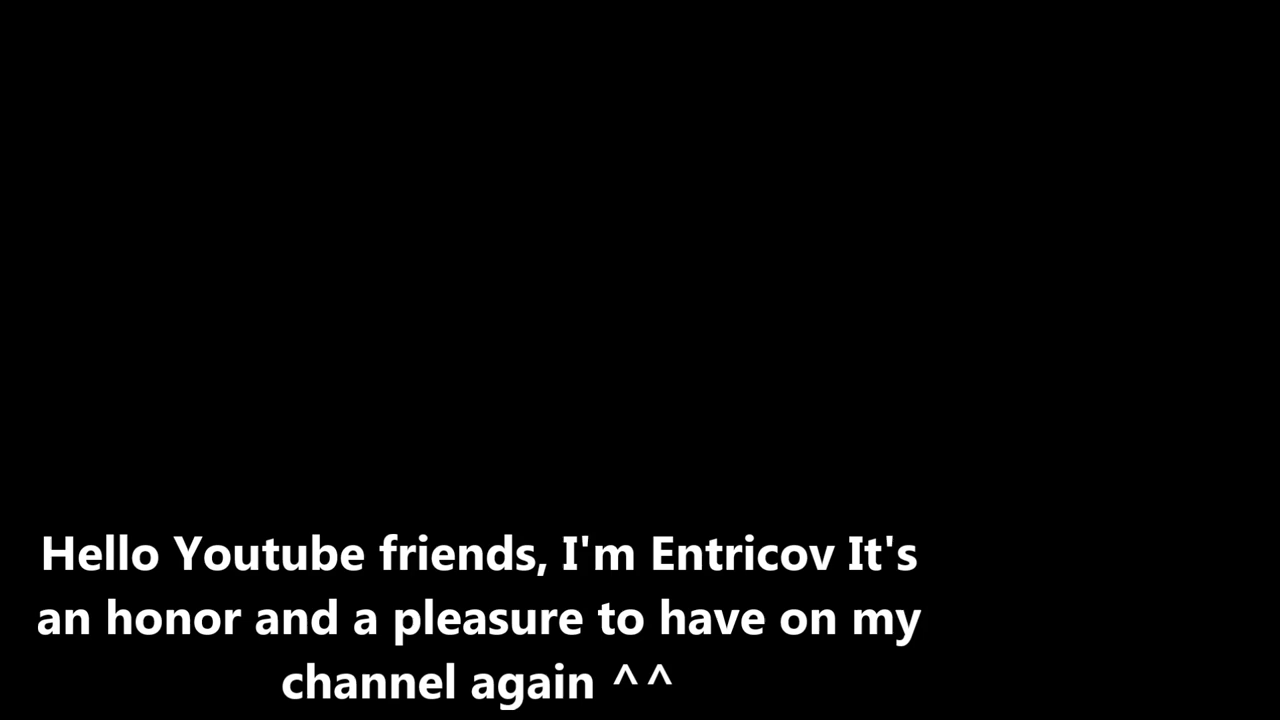 Hello Youtube friends, I'm Entricov It's
an honor and a pleasure to have on my
channel again ^^